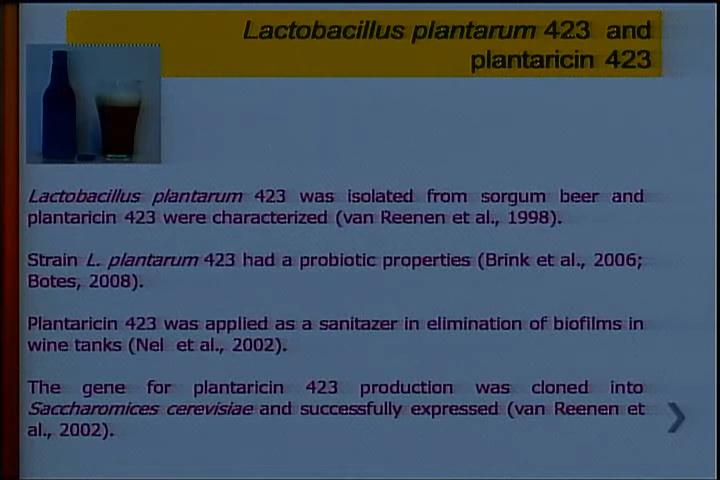 Lactobacillus plantarum 423 and
plantaricin 423
Lactobacillus plantarum 423 was isolated from sorgum beer and
plantaricin 423 were characterized (van Reenen et al., 1998).
Strain L. plantarum 423 had a probiotic properties (Brink et al., 2006;
Botes, 2008).
Plantaricin 423 was applied as a sanitazer in elimination of biofilms in
wine tanks (Nel et al., 2002).
The gene for plantaricin 423 production was cloned into
Saccharomices cerevisiae and successfully expressed (van Reenen et
al., 2002).